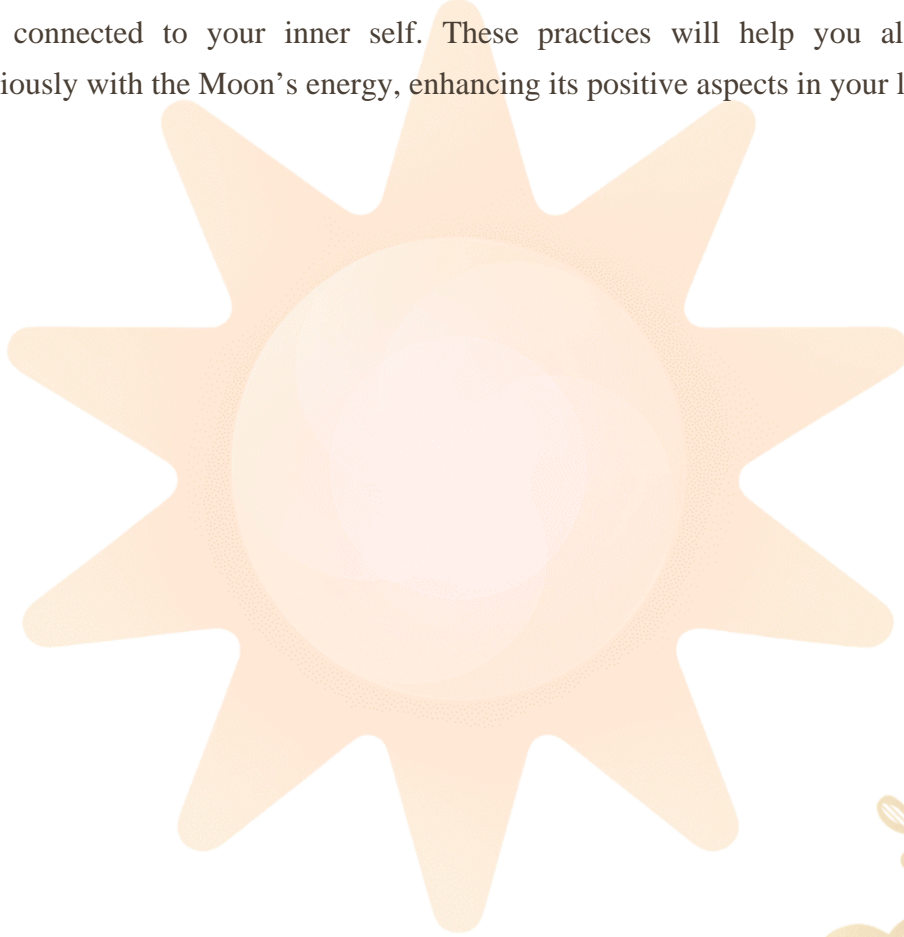 connected to your inner self. These practices will help you al
iously with the Moon’s energy, enhancing its positive aspects in your l